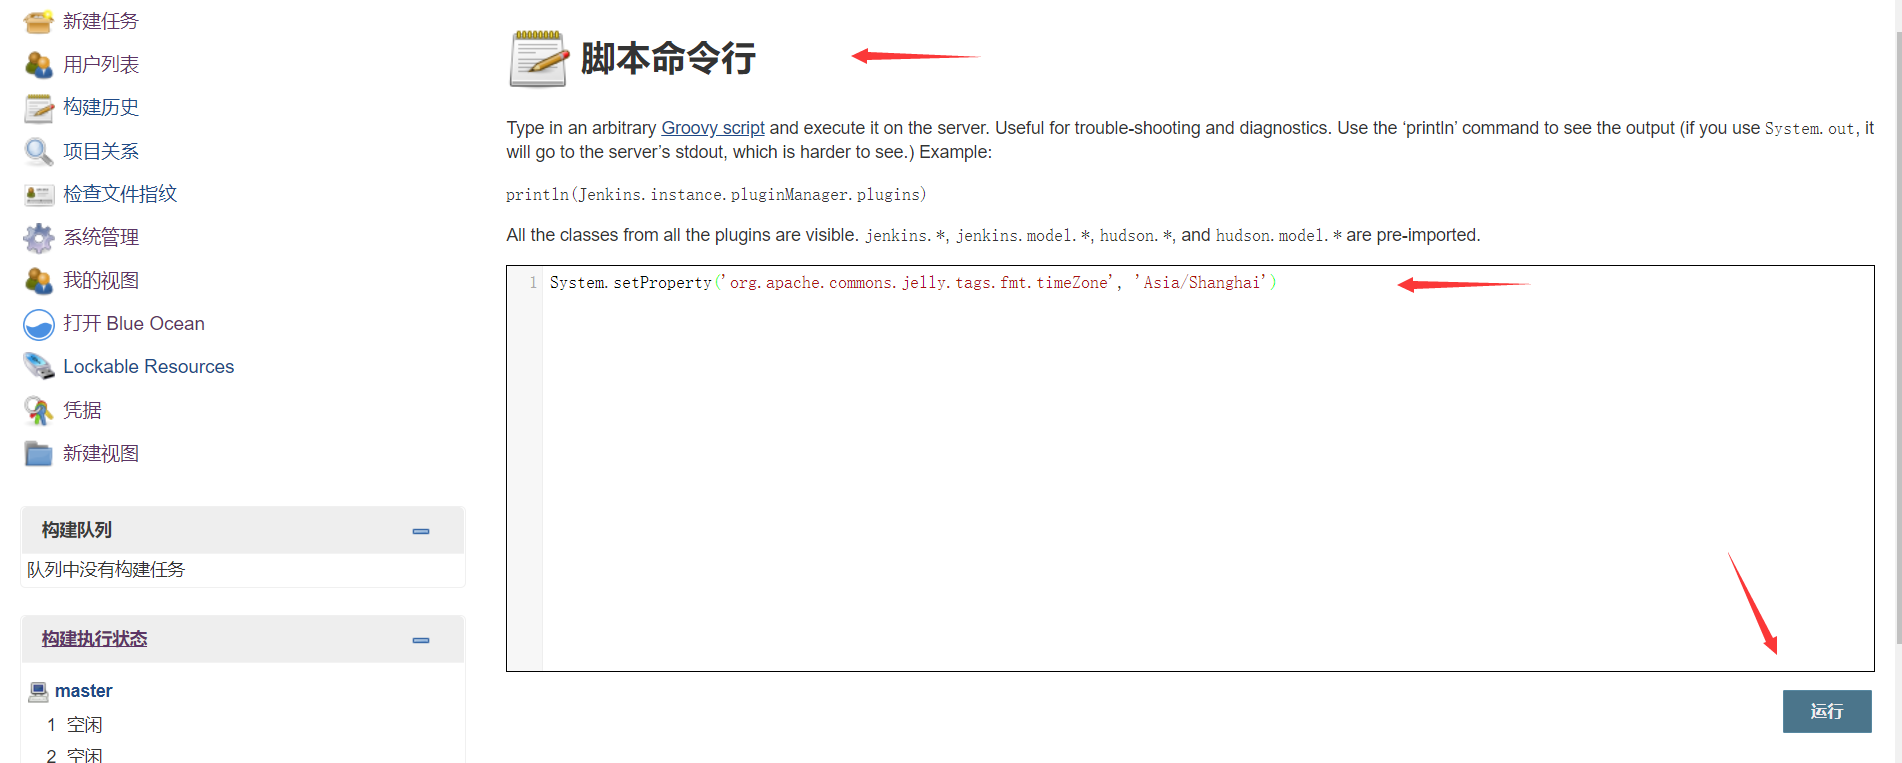 新建任务
用户列表
构建历史
项目关系
检查文件指纹
系统管理
我的视图
打开 Blue Ocean
Lockable Resources
凭据
新建视图
构建队列
队列中没有构建任务
构建执行状态
master
1 空闲
2 空闲
脚本命令行
Type in an arbitrary Groovy script and execute it on the server. Useful for trouble-shooting and diagnostics. Use the ‘println’ command to see the output (if you use System.out, it
will go to the server’s stdout, which is harder to see.) Example:
println(Jenkins.instance.pluginManager.plugins)
All the classes from all the plugins are visible. jenkins.*, jenkins.model.*, hudson.*, and hudson.model.* are pre-imported.
1 System.setProperty('org.apache.commons.jelly.tags.fmt.timeZone', 'Asia/Shanghai')
运行